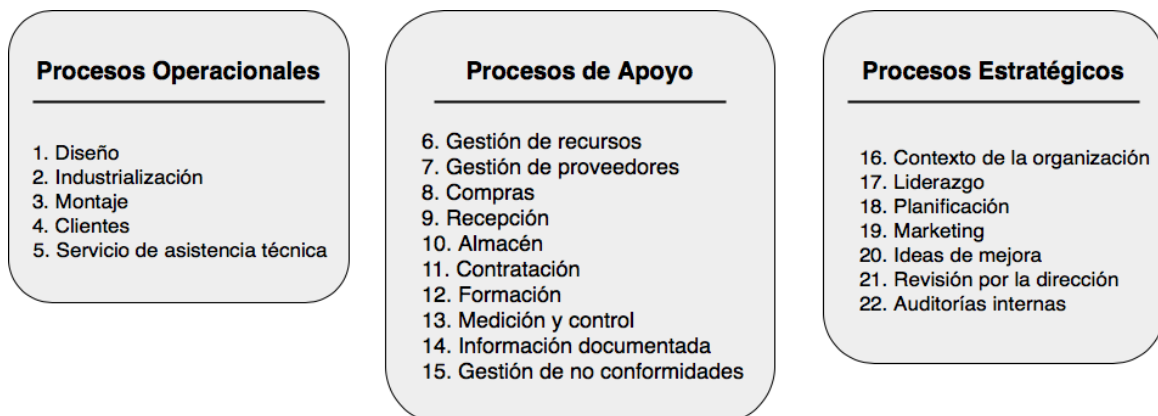 Procesos Operacionales
1. Diseño
2. Industrialización
3. Montaje
4. Clientes
5. Servicio de asistencia técnica
Procesos de Apoyo
6. Gestión de recursos
7. Gestión de proveedores
8. Compras
9. Recepción
10. Almacén
11. Contratación
12. Formación
13. Medición y control
14. Información documentada
15. Gestión de no conformidades
Procesos Estratégicos
16. Contexto de la organización
17. Liderazgo
18. Planificación
19. Marketing
20. Ideas de mejora
21. Revisión por la dirección
22. Auditorías internas